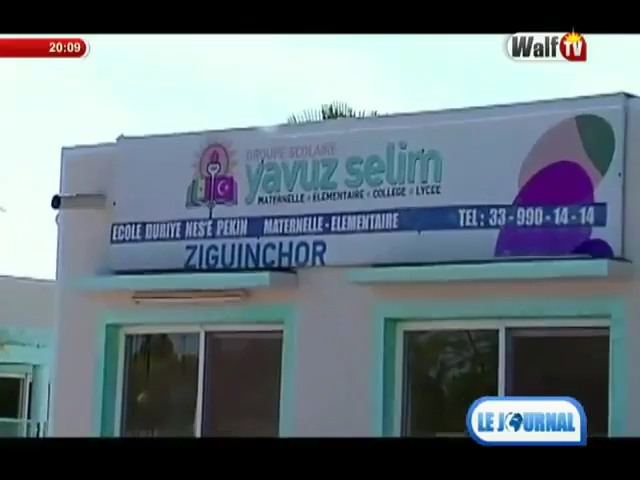 20:09
Walf TV
GROUPE SCOLAIRE
yavuz selim
MATERNELLE • ELEMENTAIRE • COLLEGE • LYCEE
ECOLE DURIYE NES'E PEKIN MATERNELLE - ELEMENTAIRE TEL : 33 - 990 - 14 - 14
ZIGUINCHOR
LE JOURNAL